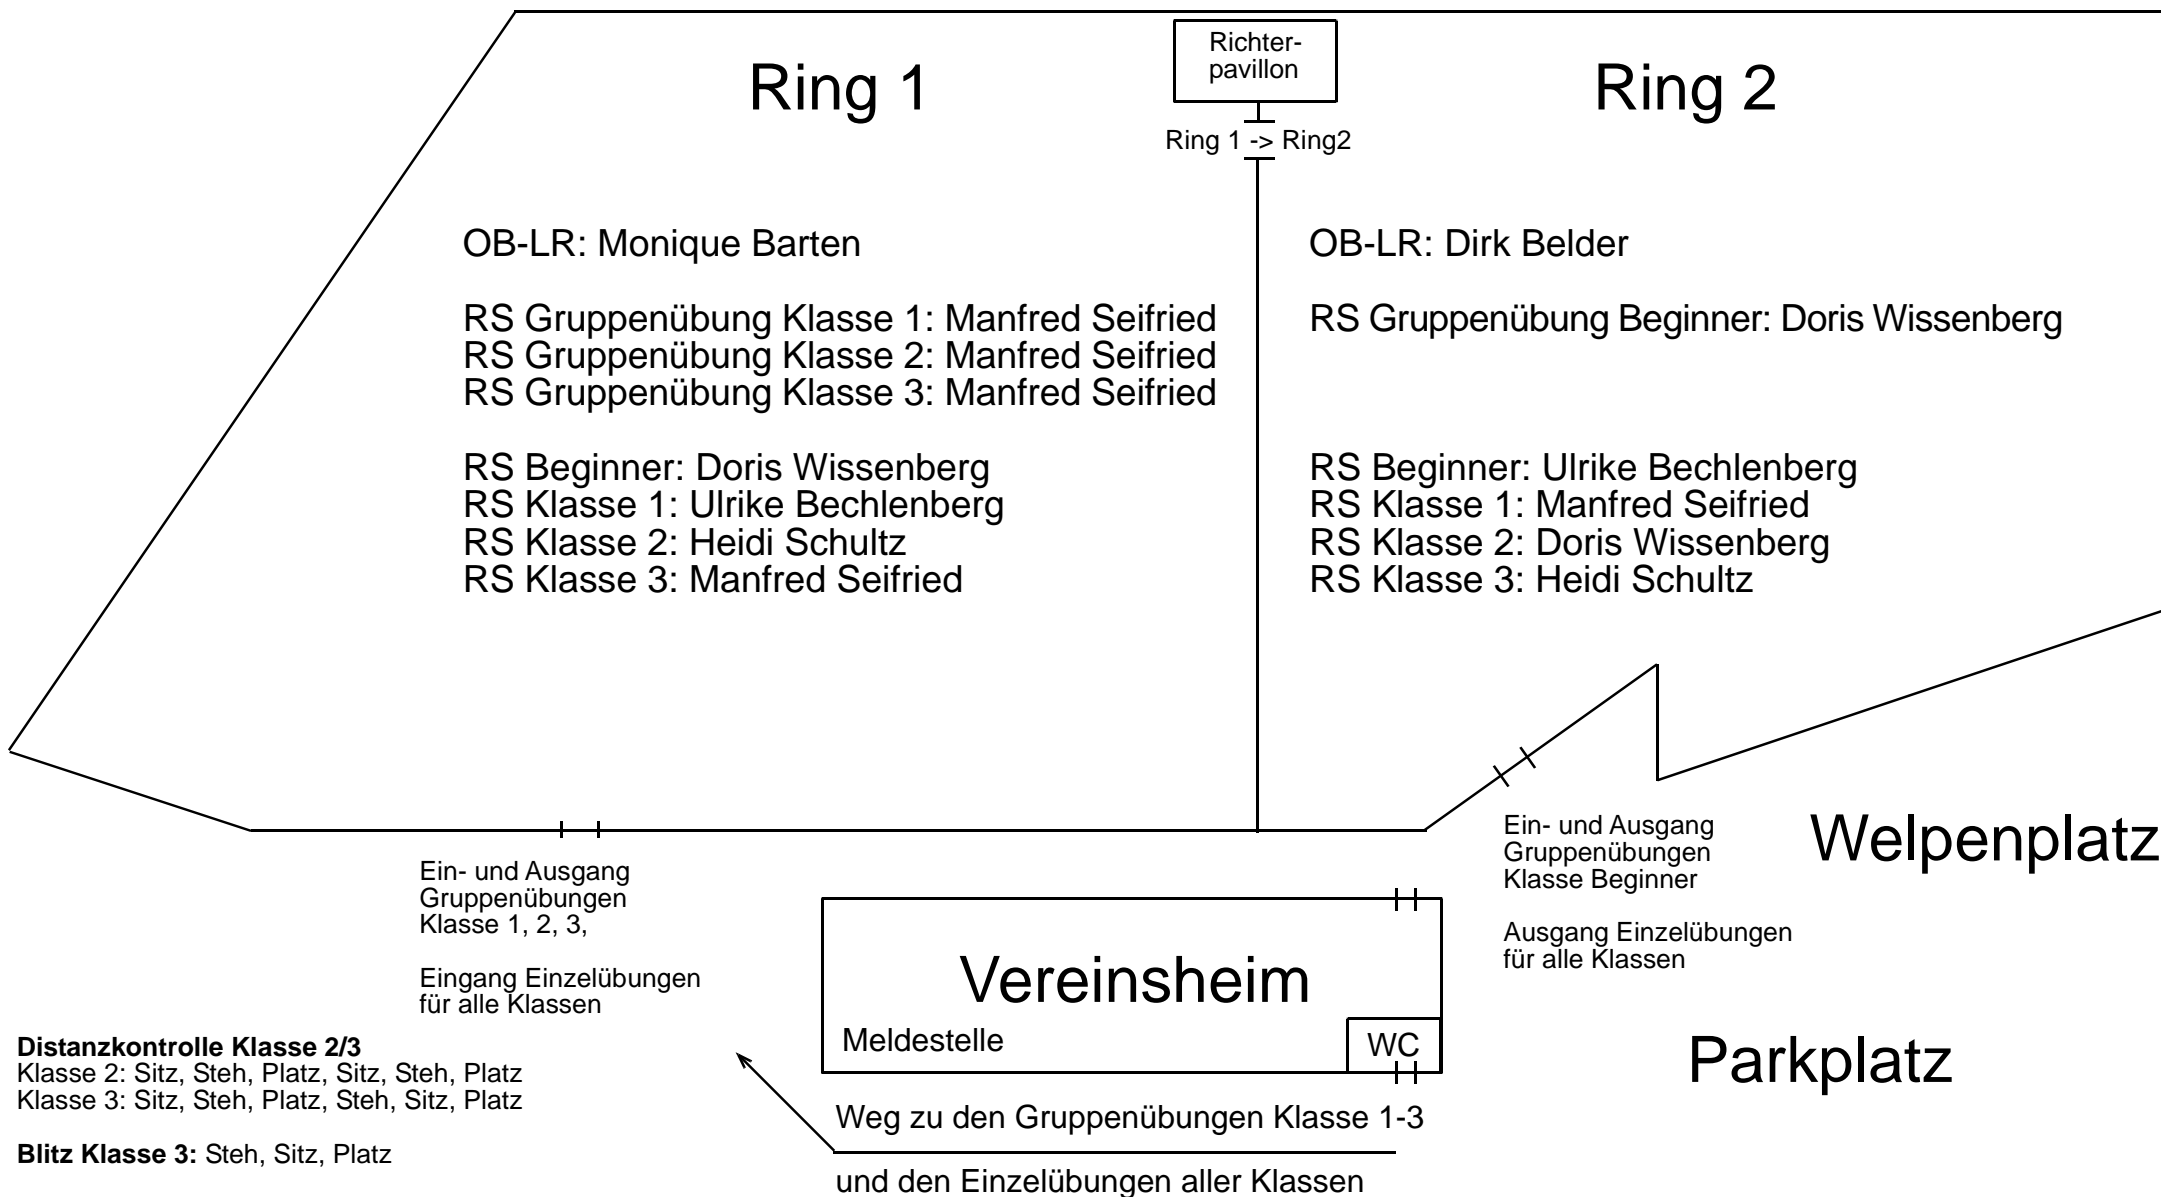 Ring 1
Richter-
pavillon
Ring 2
Ring 1 -> Ring2
OB-LR: Monique Barten
RS Gruppenübung Klasse 1: Manfred Seifried
RS Gruppenübung Klasse 2: Manfred Seifried
RS Gruppenübung Klasse 3: Manfred Seifried
RS Beginner: Doris Wissenberg
RS Klasse 1: Ulrike Bechlenberg
RS Klasse 2: Heidi Schultz
RS Klasse 3: Manfred Seifried
OB-LR: Dirk Belder
RS Gruppenübung Beginner: Doris Wissenberg
RS Beginner: Ulrike Bechlenberg
RS Klasse 1: Manfred Seifried
RS Klasse 2: Doris Wissenberg
RS Klasse 3: Heidi Schultz
Ein- und Ausgang
Gruppenübungen
Klasse 1, 2, 3,
Eingang Einzelübungen
für alle Klassen
Ein- und Ausgang
Gruppenübungen
Klasse Beginner
Ausgang Einzelübungen
für alle Klassen
Welpenplatz
Vereinsheim
Meldestelle
WC
Parkplatz
Distanzkontrolle Klasse 2/3
Klasse 2: Sitz, Steh, Platz, Sitz, Steh, Platz
Klasse 3: Sitz, Steh, Platz, Steh, Sitz, Platz
Blitz Klasse 3: Steh, Sitz, Platz
Weg zu den Gruppenübungen Klasse 1-3
und den Einzelübungen aller Klassen